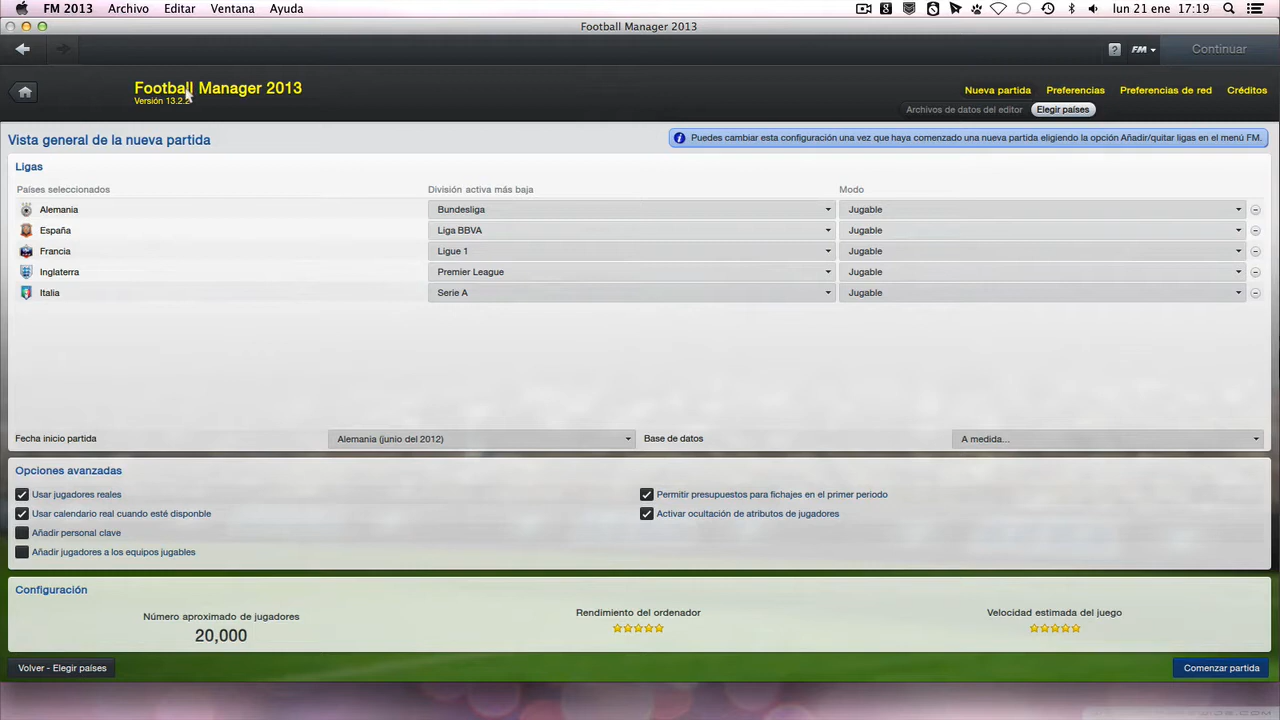 FM 2013 Archivo Editar Ventana Ayuda lun 21 ene 17:19
Football Manager 2013
? FM Continuar
Football Manager 2013
Versión 13.2.2
Nueva partida Preferencias Preferencias de red Créditos
Archivos de datos del editor Elegir países
Vista general de la nueva partida
Puedes cambiar esta configuración una vez que haya comenzado una nueva partida eligiendo la opción Añadir/quitar ligas en el menú FM.
Ligas
Países seleccionados División activa más baja Modo
Alemania Bundesliga Jugable
España Liga BBVA Jugable
Francia Ligue 1 Jugable
Inglaterra Premier League Jugable
Italia Serie A Jugable
Fecha inicio partida Alemania (junio del 2012) Base de datos A medida...
Opciones avanzadas
Usar jugadores reales Permitir presupuestos para fichajes en el primer periodo
Usar calendario real cuando esté disponble Activar ocultación de atributos de jugadores
Añadir personal clave
Añadir jugadores a los equipos jugables
Configuración
Número aproximado de jugadores Rendimiento del ordenador Velocidad estimada del juego
20,000
Volver - Elegir países Comenzar partida